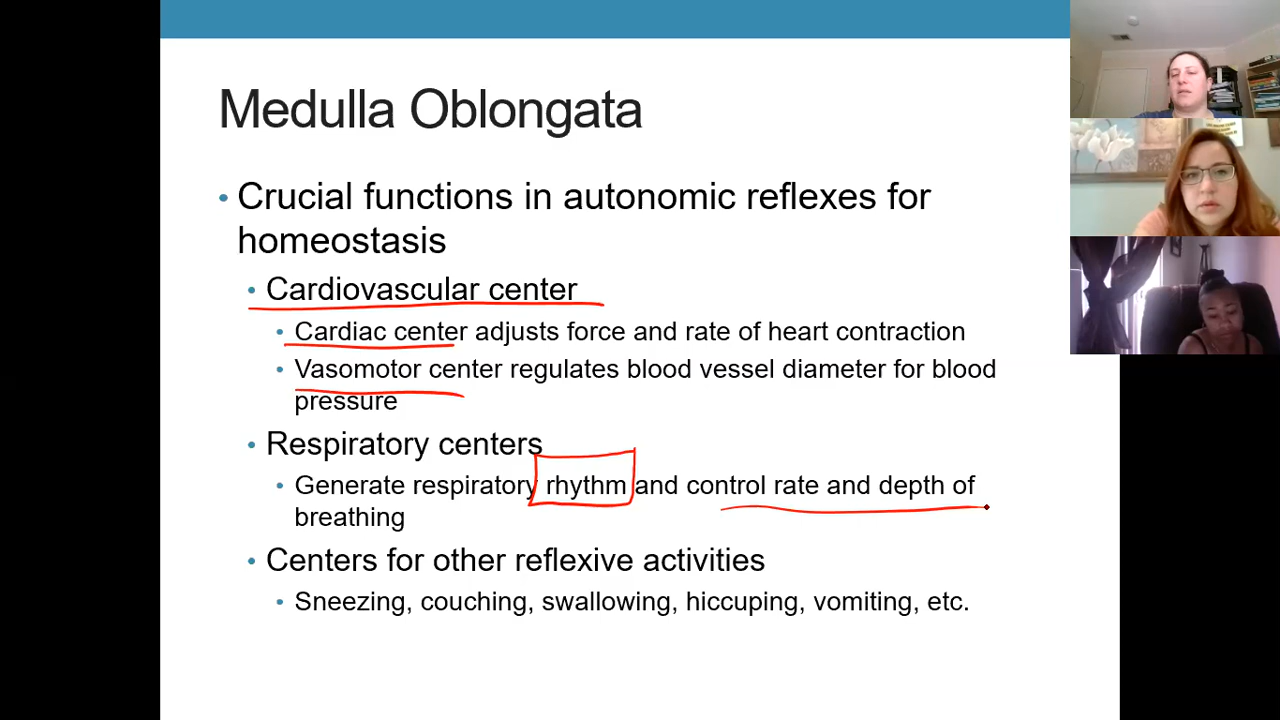 Medulla Oblongata
• Crucial functions in autonomic reflexes for
homeostasis
• Cardiovascular center
• Cardiac center adjusts force and rate of heart contraction
• Vasomotor center regulates blood vessel diameter for blood
pressure
• Respiratory centers
• Generate respiratory rhythm and control rate and depth of
breathing
• Centers for other reflexive activities
• Sneezing, couching, swallowing, hiccuping, vomiting, etc.